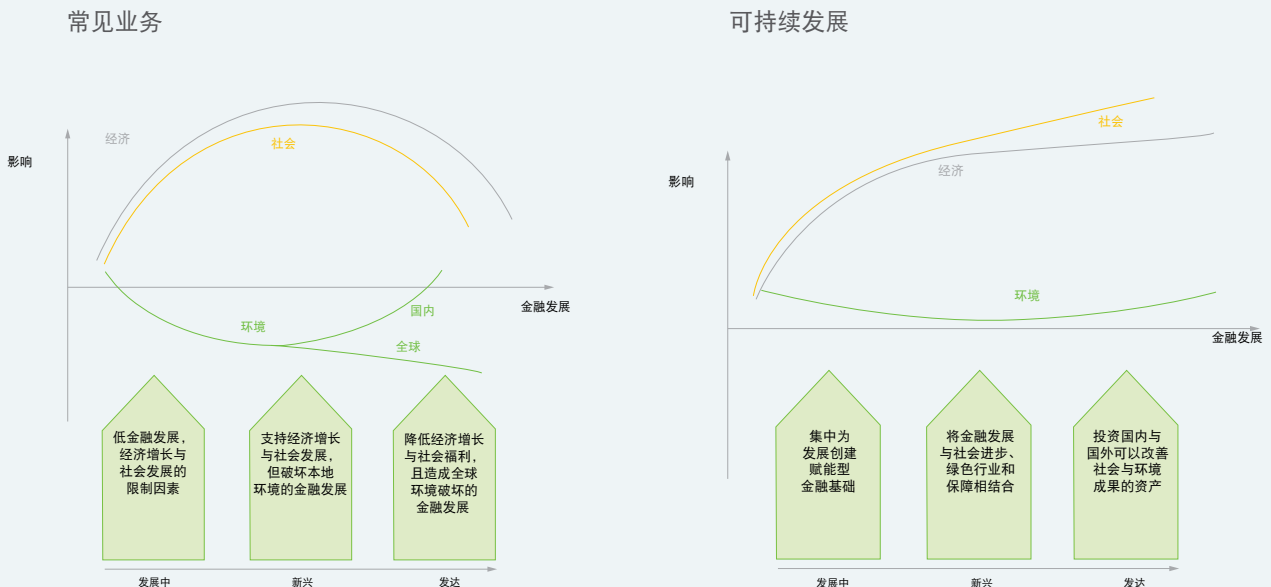 常见业务
影响
经济
社会
金融发展
国内
环境
全球
低金融发展，
经济增长与
社会发展的
限制因素
支持经济增长
与社会发展，
但破坏本地
环境的金融发展
降低经济增长
与社会福利，
且造成全球
环境破坏的
金融发展
发展中
新兴
发达
可持续发展
影响
社会
经济
环境
金融发展
集中为
发展创建
赋能型
金融基础
将金融发展
与社会进步、
绿色行业和
保障相结合
投资国内与
国外可以改善
社会与环境
成果的资产
发展中
新兴
发达